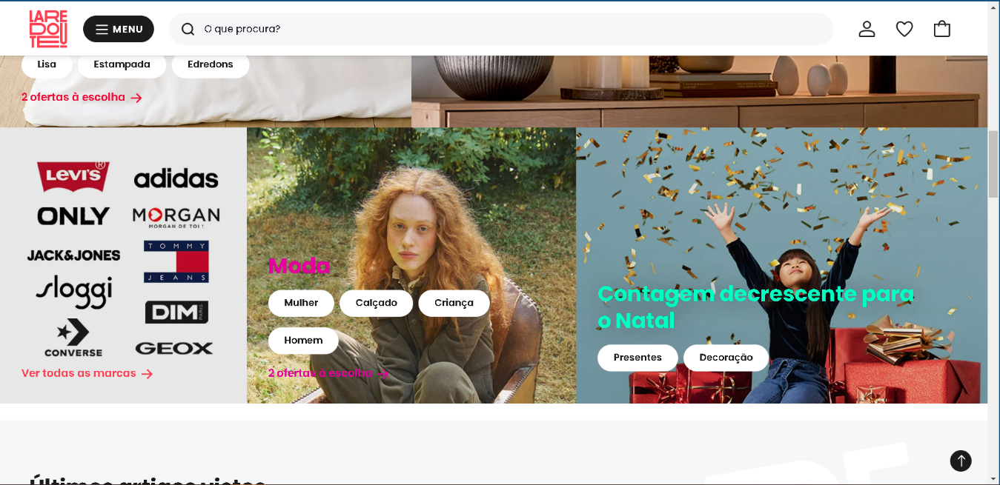 LA RE
DOU
TE
MENU
O que procura?
Lisa
Estampada
Edredons
2 ofertas à escolha
LEVI'S®
adidas
ONLY
MORGAN
MORGAN DE TOI !
JACK&JONES
TOMMY
JEANS
sloggi
DIM PARIS
CONVERSE
GEOX
Ver todas as marcas
Moda
Mulher
Calçado
Criança
Homem
2 ofertas à escolha
Contagem decrescente para
o Natal
Presentes
Decoração
Últimos artigos vistos